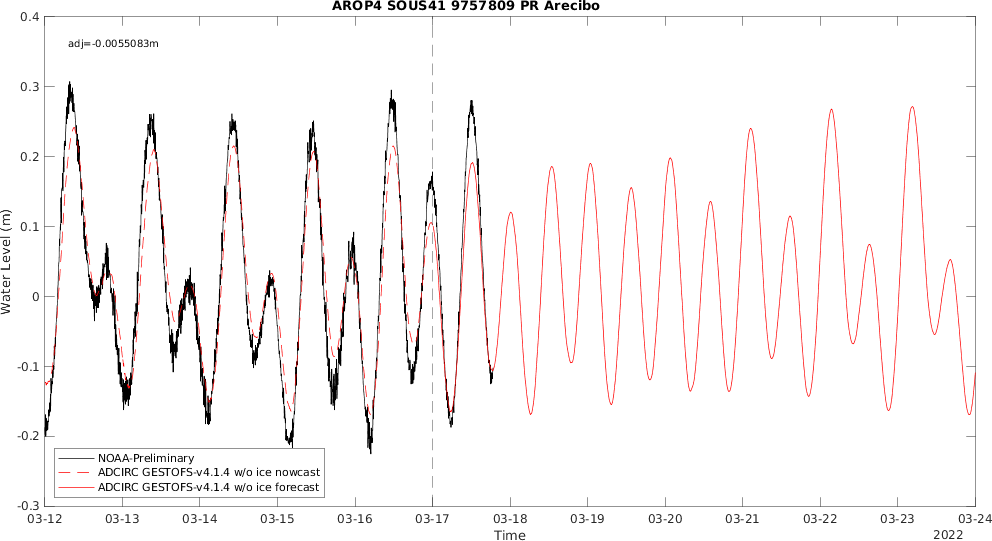 AROP4 SOUS41 9757809 PR Arecibo
adj=-0.0055083m
Water Level (m)
0.4
0.3
0.2
0.1
0
-0.1
-0.2
-0.3
NOAA-Preliminary
ADCIRC GESTOFS-v4.1.4 w/o ice nowcast
ADCIRC GESTOFS-v4.1.4 w/o ice forecast
03-12 03-13 03-14 03-15 03-16 03-17 03-18 03-19 03-20 03-21 03-22 03-23 03-24
Time
2022